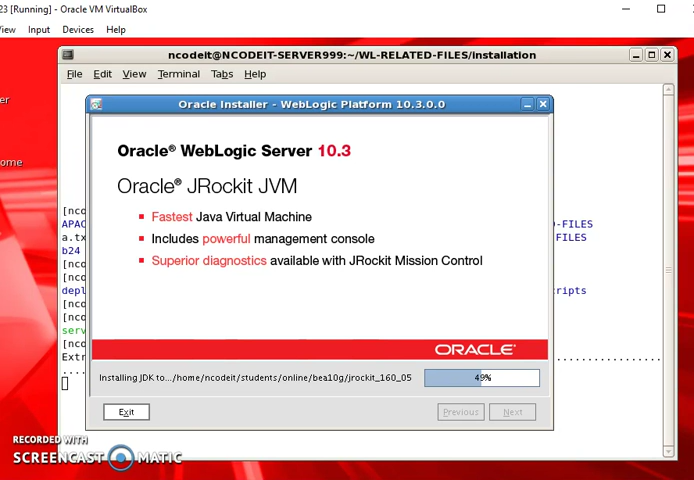 23 [Running] - Oracle VM VirtualBox
View Input Devices Help
ncodeit@NCODEIT-SERVER999:~/WL-RELATED-FILES/installation
File Edit View Terminal Tabs Help
Oracle Installer - WebLogic Platform 10.3.0.0
er
ome
Oracle® WebLogic Server 10.3
Oracle® JRockit JVM
Fastest Java Virtual Machine
Includes powerful management console
Superior diagnostics available with JRockit Mission Control
[nco
APAC
D-FILES
a.tx
FILES
b24
[nco
[nco
depl
cripts
[nco
[nco
serv
[nco
Extr
ORACLE®
Installing JDK to.../home/ncodeit/students/online/bea10g/jrockit_160_05 49%
Exit Previous Next
RECORDED WITH
SCREENCAST MATIC